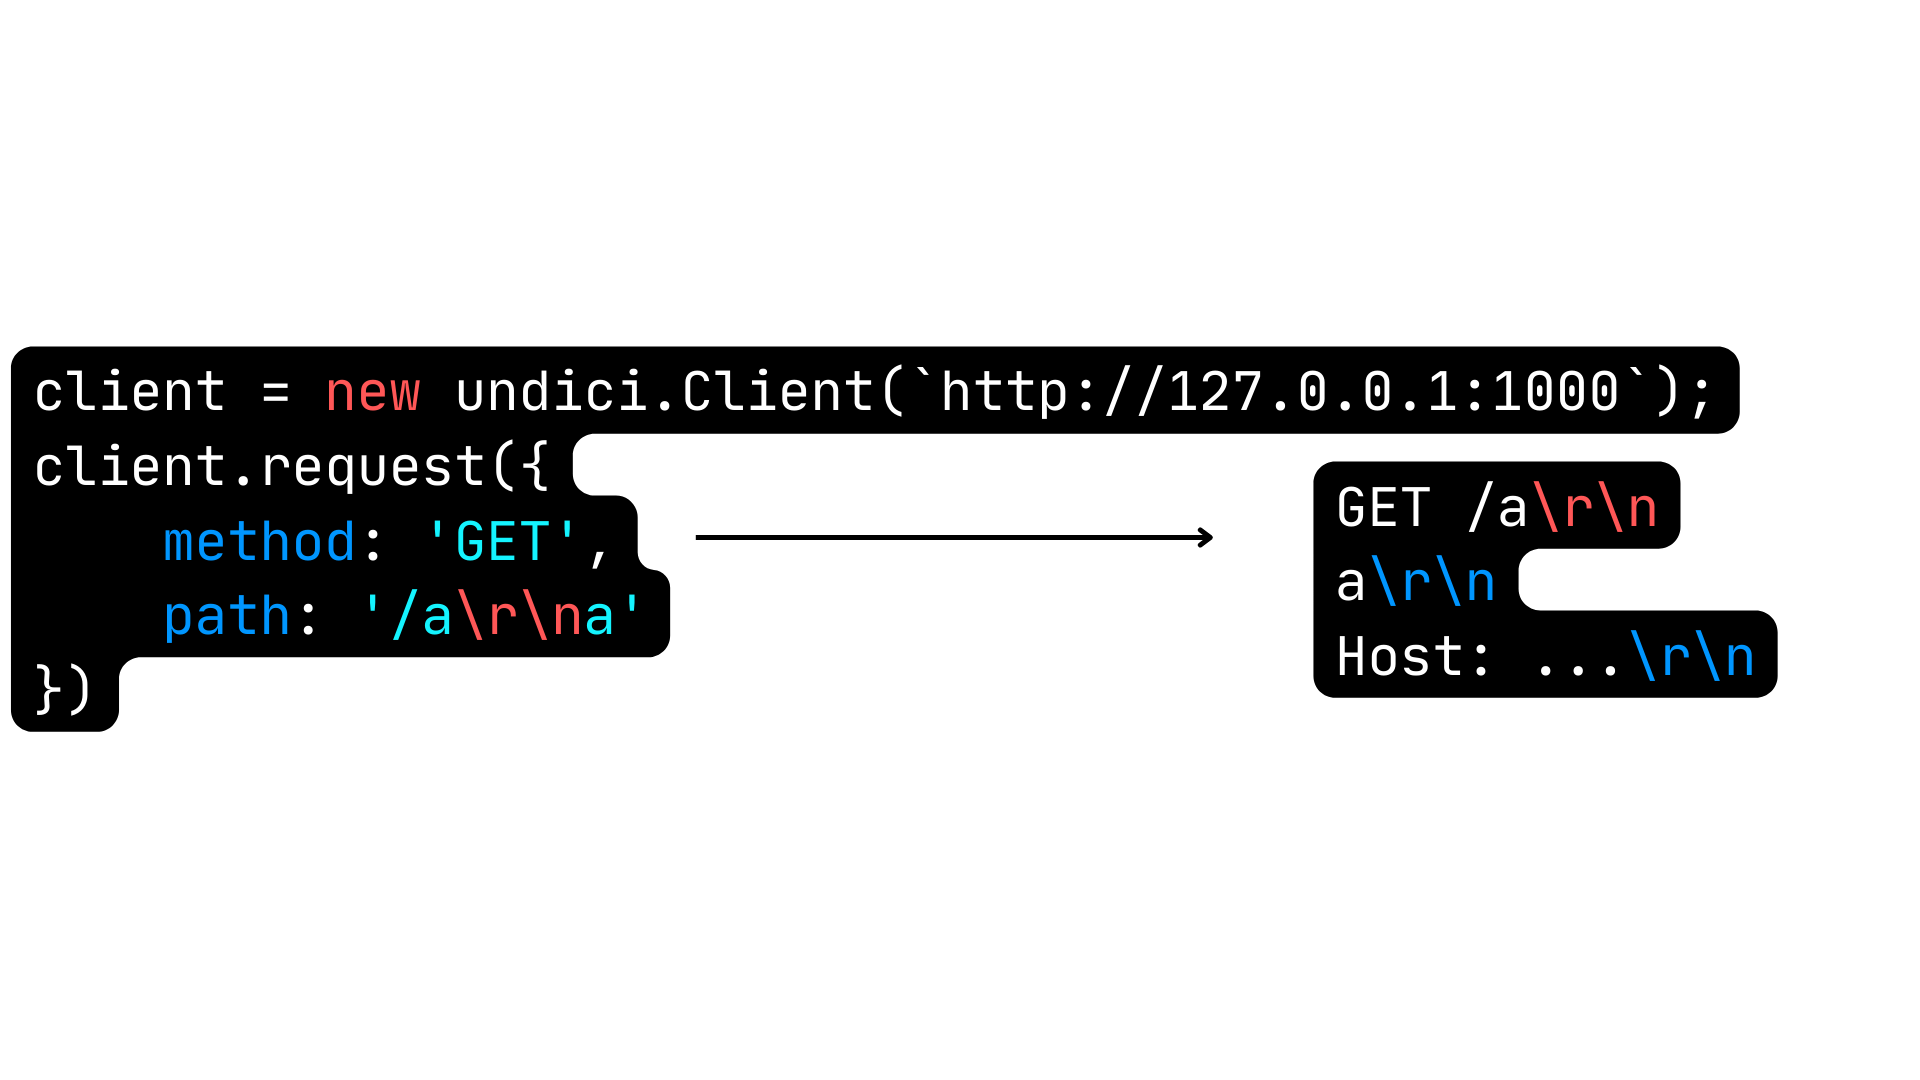 client = new undici.Client(`http://127.0.0.1:1000`);
client.request({
    method: 'GET',
    path: '/a\r\na'
})
GET /a\r\n
a\r\n
Host: ...\r\n